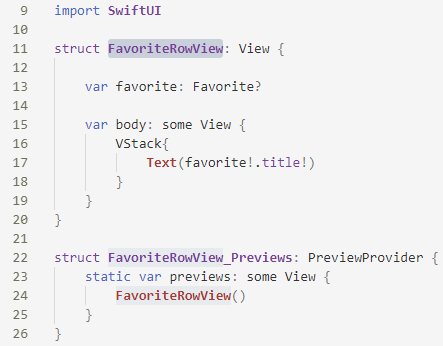 9 import SwiftUI
10
11 struct FavoriteRowView: View {
12
13     var favorite: Favorite?
14
15     var body: some View {
16         VStack{
17             Text(favorite!.title!)
18         }
19     }
20 }
21
22 struct FavoriteRowView_Previews: PreviewProvider {
23     static var previews: some View {
24         FavoriteRowView()
25     }
26 }